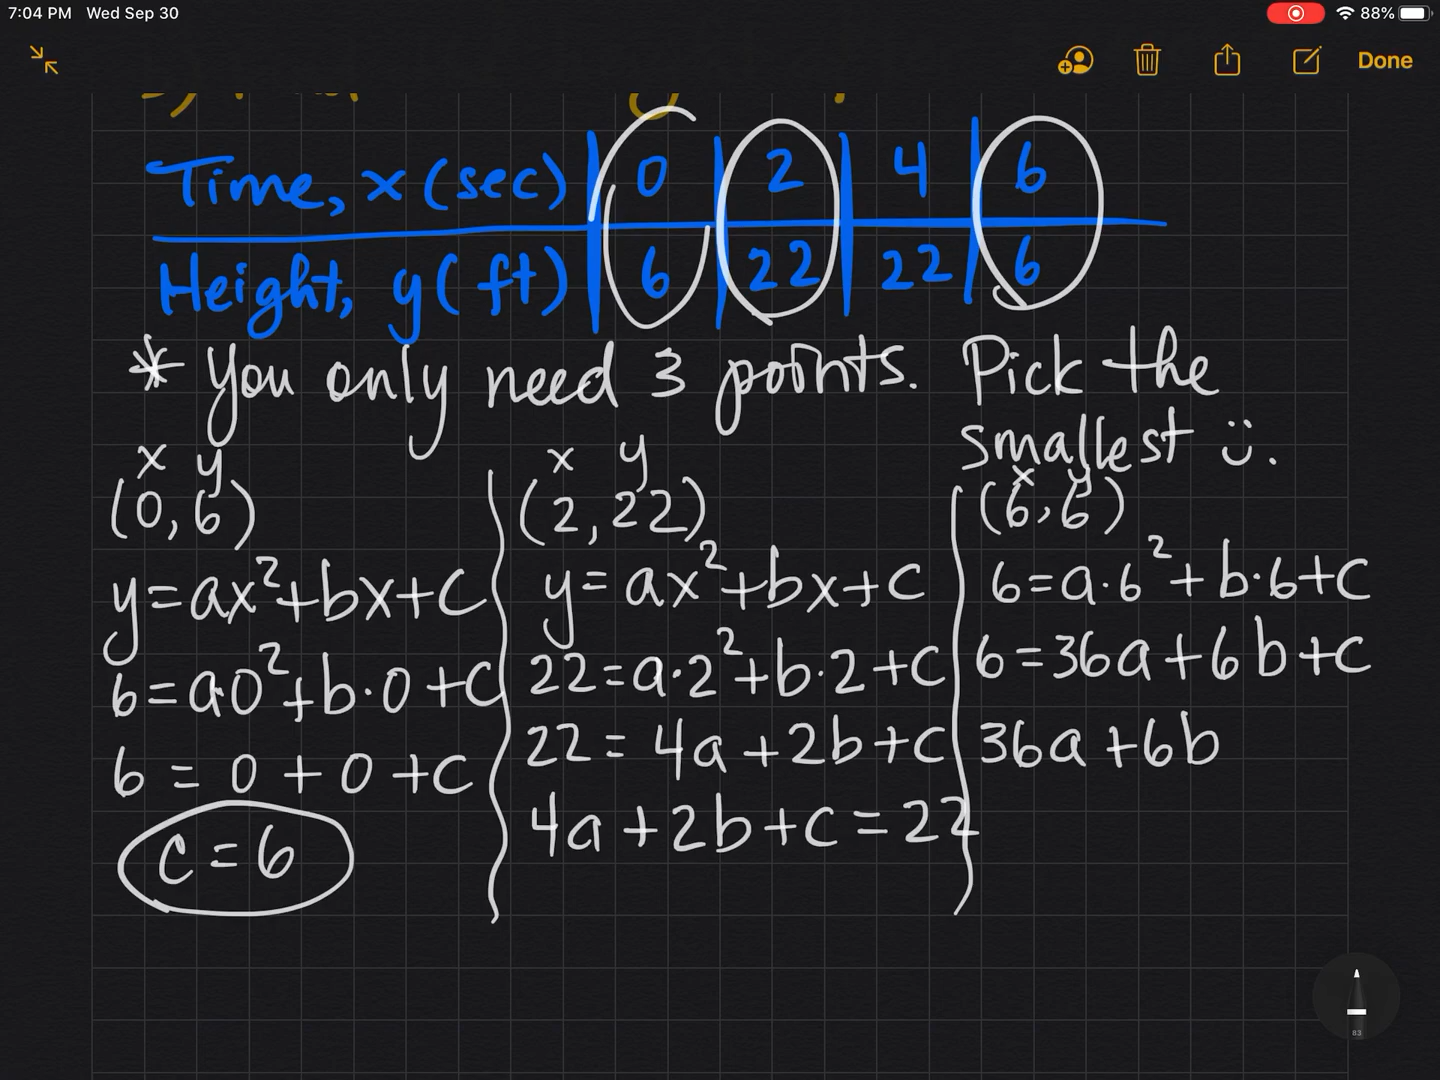 7:04 PM Wed Sep 30 88%
Done
Time, x (sec) 0 2 4 6
Height, y (ft) 6 22 22 6
* You only need 3 points. Pick the
smallest :).
x y
(0, 6)
y = ax² + bx + c
6 = a·0² + b·0 + c
6 = 0 + 0 + c
c = 6
x y
(2, 22)
y = ax² + bx + c
22 = a·2² + b·2 + c
22 = 4a + 2b + c
4a + 2b + c = 22
x y
(6, 6)
6 = a·6² + b·6 + c
6 = 36a + 6b + c
36a + 6b
83